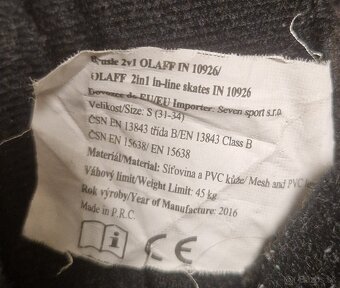 Brusle 2v1 OLAFF IN 10926/
OLAFF 2in1 in-line skates IN 10926
Dovozce do EU/EU Importer: Seven sport s.r.o.
Velikost/Size: S (31-34)
ČSN EN 13843 třída B/EN 13843 Class B
ČSN EN 15638/ EN 15638
Materiál/Material: Síťovina a PVC kůže/ Mesh and PVC
Váhový limit/Weight Limit: 45 kg
Rok výroby/Year of Manufacture: 2016
Made in P.R.C.
i
CE